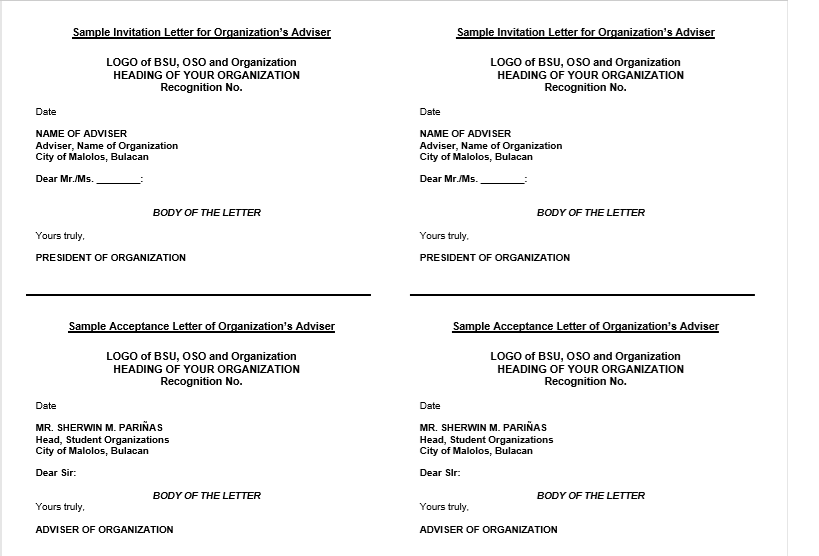 Sample Invitation Letter for Organization's Adviser
LOGO of BSU, OSO and Organization
HEADING OF YOUR ORGANIZATION
Recognition No.
Date
NAME OF ADVISER
Adviser, Name of Organization
City of Malolos, Bulacan
Dear Mr./Ms. ________:
BODY OF THE LETTER
Yours truly,
PRESIDENT OF ORGANIZATION
Sample Acceptance Letter of Organization's Adviser
LOGO of BSU, OSO and Organization
HEADING OF YOUR ORGANIZATION
Recognition No.
Date
MR. SHERWIN M. PARIÑAS
Head, Student Organizations
City of Malolos, Bulacan
Dear Sir:
BODY OF THE LETTER
Yours truly,
ADVISER OF ORGANIZATION
Sample Invitation Letter for Organization's Adviser
LOGO of BSU, OSO and Organization
HEADING OF YOUR ORGANIZATION
Recognition No.
Date
NAME OF ADVISER
Adviser, Name of Organization
City of Malolos, Bulacan
Dear Mr./Ms. ________:
BODY OF THE LETTER
Yours truly,
PRESIDENT OF ORGANIZATION
Sample Acceptance Letter of Organization's Adviser
LOGO of BSU, OSO and Organization
HEADING OF YOUR ORGANIZATION
Recognition No.
Date
MR. SHERWIN M. PARIÑAS
Head, Student Organizations
City of Malolos, Bulacan
Dear SIr:
BODY OF THE LETTER
Yours truly,
ADVISER OF ORGANIZATION